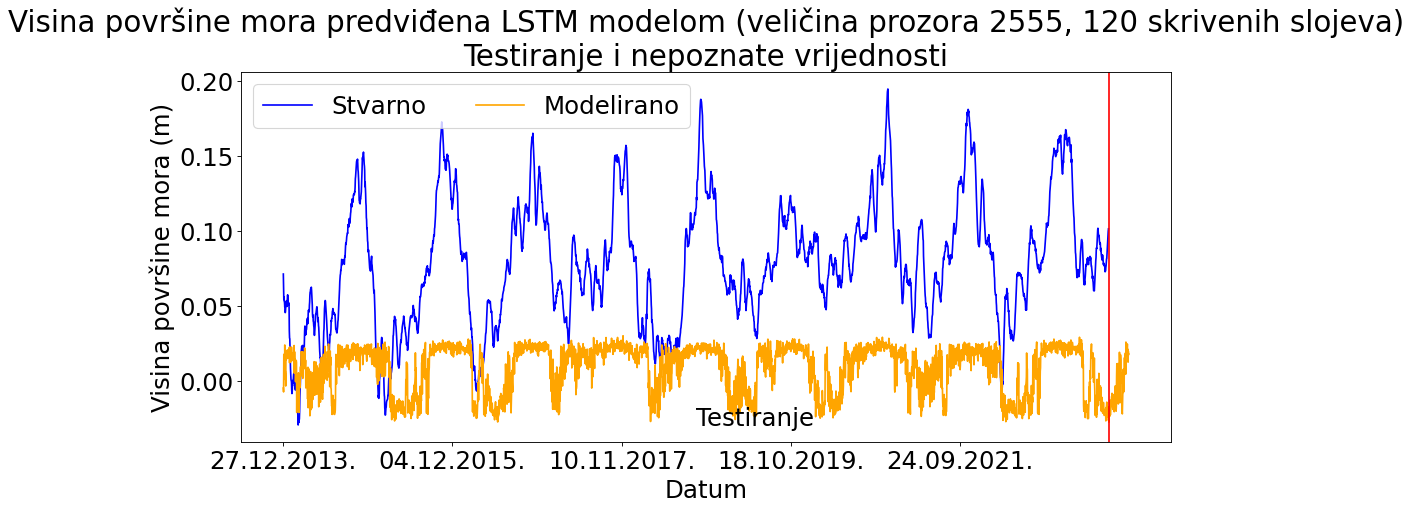 Visina površine mora predviđena LSTM modelom (veličina prozora 2555, 120 skrivenih slojeva)
Testiranje i nepoznate vrijednosti
Stvarno
Modelirano
Visina površine mora (m)
0.20
0.15
0.10
0.05
0.00
Testiranje
27.12.2013.
04.12.2015.
10.11.2017.
18.10.2019.
24.09.2021.
Datum